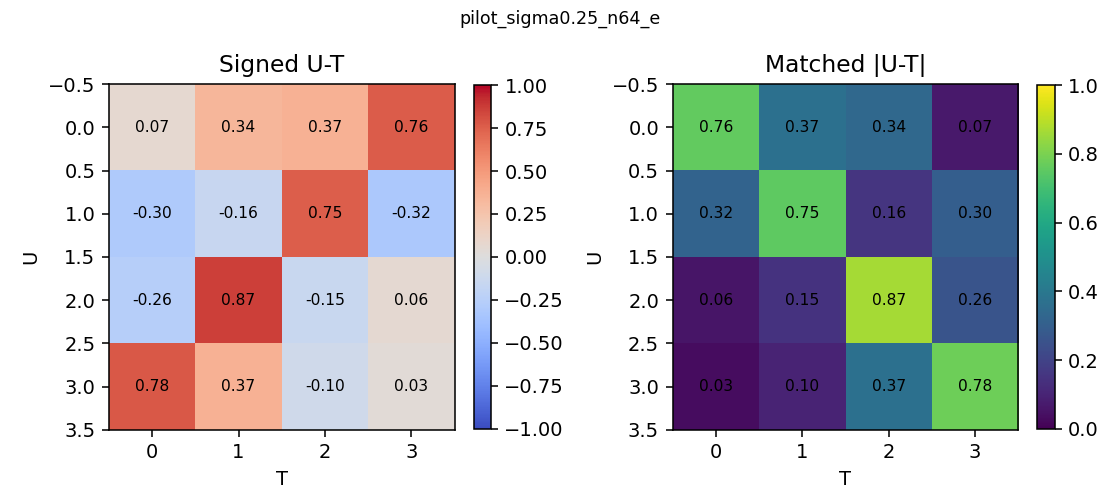 pilot_sigma0.25_n64_e
Signed U-T
−0.5
0.0
0.5
1.0
1.5
2.0
2.5
3.0
3.5
U
0.07 0.34 0.37 0.76
-0.30 -0.16 0.75 -0.32
-0.26 0.87 -0.15 0.06
0.78 0.37 -0.10 0.03
0 1 2 3
T
1.00
0.75
0.50
0.25
0.00
−0.25
−0.50
−0.75
−1.00
Matched |U-T|
−0.5
0.0
0.5
1.0
1.5
2.0
2.5
3.0
3.5
U
0.76 0.37 0.34 0.07
0.32 0.75 0.16 0.30
0.06 0.15 0.87 0.26
0.03 0.10 0.37 0.78
0 1 2 3
T
1.0
0.8
0.6
0.4
0.2
0.0